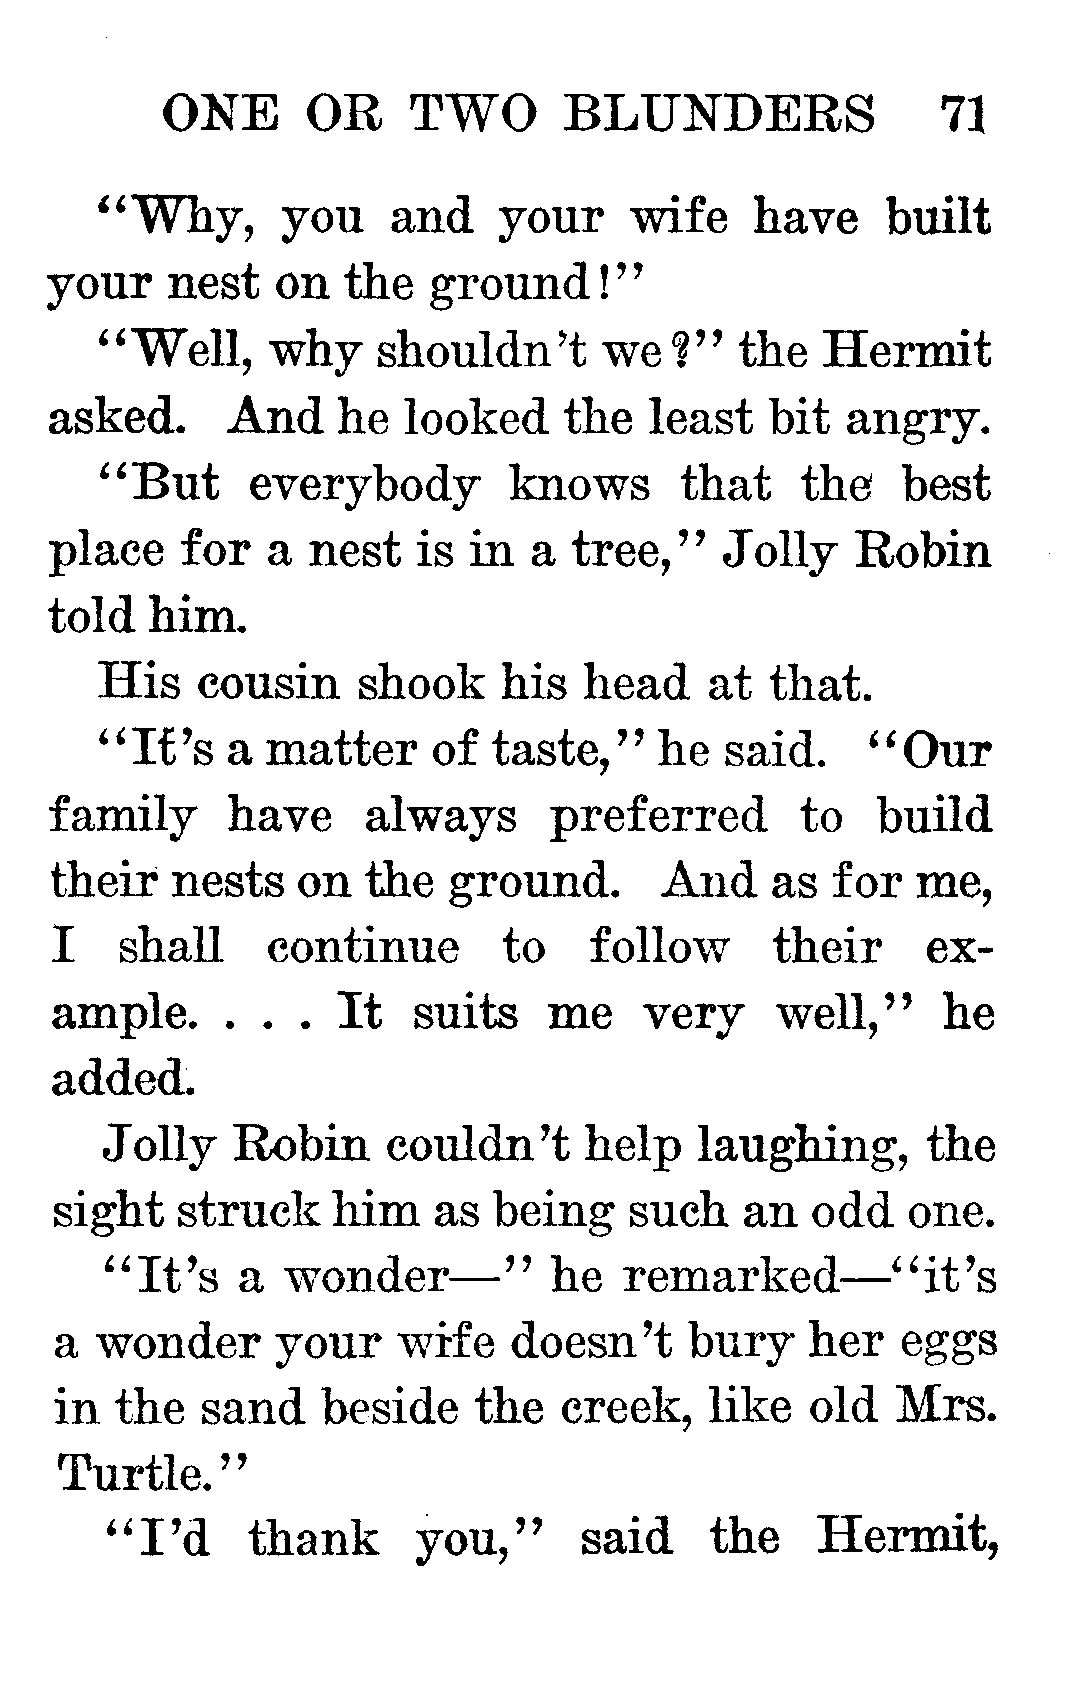 ONE OR TWO BLUNDERS 71
"Why, you and your wife have built
your nest on the ground!"
"Well, why shouldn't we?" the Hermit
asked. And he looked the least bit angry.
"But everybody knows that the best
place for a nest is in a tree," Jolly Robin
told him.
His cousin shook his head at that.
"It's a matter of taste," he said. "Our
family have always preferred to build
their nests on the ground. And as for me,
I shall continue to follow their ex-
ample. . . . It suits me very well," he
added.
Jolly Robin couldn't help laughing, the
sight struck him as being such an odd one.
"It's a wonder—" he remarked—"it's
a wonder your wife doesn't bury her eggs
in the sand beside the creek, like old Mrs.
Turtle."
"I'd thank you," said the Hermit,